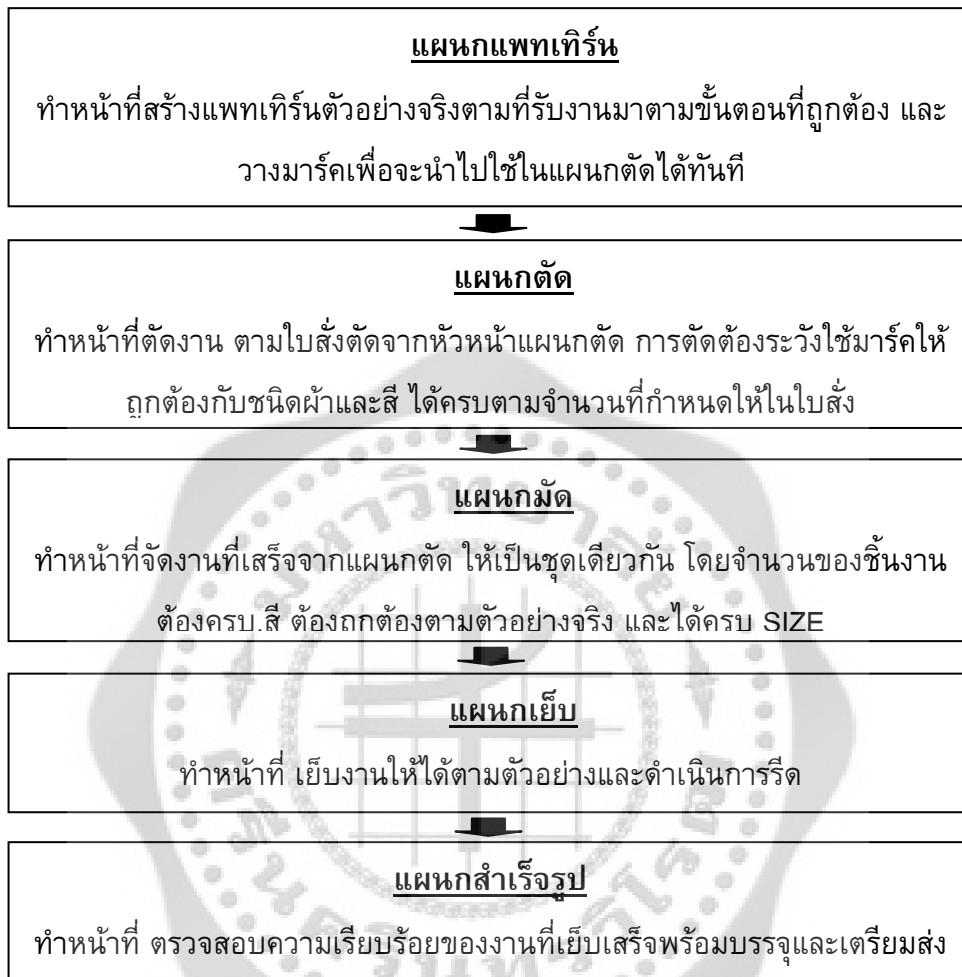 แผนกแพทเทิร์น
ทำหน้าที่สร้างแพทเทิร์นตัวอย่างจริงตามที่รับงานมาตามขั้นตอนที่ถูกต้อง และ
วางมาร์คเพื่อจะนำไปใช้ในแผนกตัดได้ทันที
แผนกตัด
ทำหน้าที่ตัดงาน ตามใบสั่งตัดจากหัวหน้าแผนกตัด การตัดต้องระวังใช้มาร์คให้
ถูกต้องกับชนิดผ้าและสี ได้ครบตามจำนวนที่กำหนดให้ในใบสั่ง
แผนกมัด
ทำหน้าที่จัดงานที่เสร็จจากแผนกตัด ให้เป็นชุดเดียวกัน โดยจำนวนของชิ้นงาน
ต้องครบ.สี ต้องถูกต้องตามตัวอย่างจริง และได้ครบ SIZE
แผนกเย็บ
ทำหน้าที่ เย็บงานให้ได้ตามตัวอย่างและดำเนินการรีด
แผนกสำเร็จรูป
ทำหน้าที่ ตรวจสอบความเรียบร้อยของงานที่เย็บเสร็จพร้อมบรรจุและเตรียมส่ง
มหาวิทยาลัย
ศรีนครินทรวิโรฒ